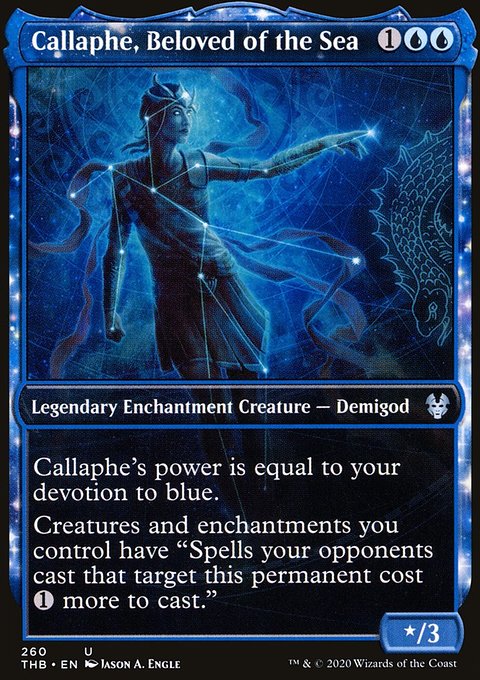 Callaphe, Beloved of the Sea 1
Legendary Enchantment Creature — Demigod
Callaphe’s power is equal to your
devotion to blue.
Creatures and enchantments you
control have “Spells your opponents
cast that target this permanent cost
1 more to cast.”
★/3
260 U
THB • EN Jason A. Engle
™ & © 2020 Wizards of the Coast